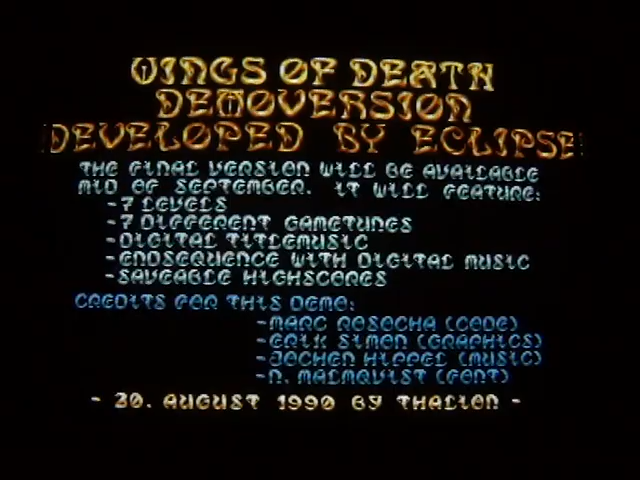 WINGS OF DEATH
DEMOVERSION
DEVELOPED BY ECLIPSE
THE FINAL VERSION WILL BE AVAILABLE
MID OF SEPTEMBER. IT WILL FEATURE:
-7 LEVELS
-7 DIFFERENT GAMETUNES
-DIGITAL TITLEMUSIC
-ENDSEQUENCE WITH DIGITAL MUSIC
-SAVEABLE HIGHSCORES
CREDITS FOR THIS DEMO:
-MARC ROSOCHA (CODE)
-ERIK SIMON (GRAPHICS)
-JOCHEN HIPPEL (MUSIC)
-N. MALMQVIST (FONT)
- 30. AUGUST 1990 BY THALION -